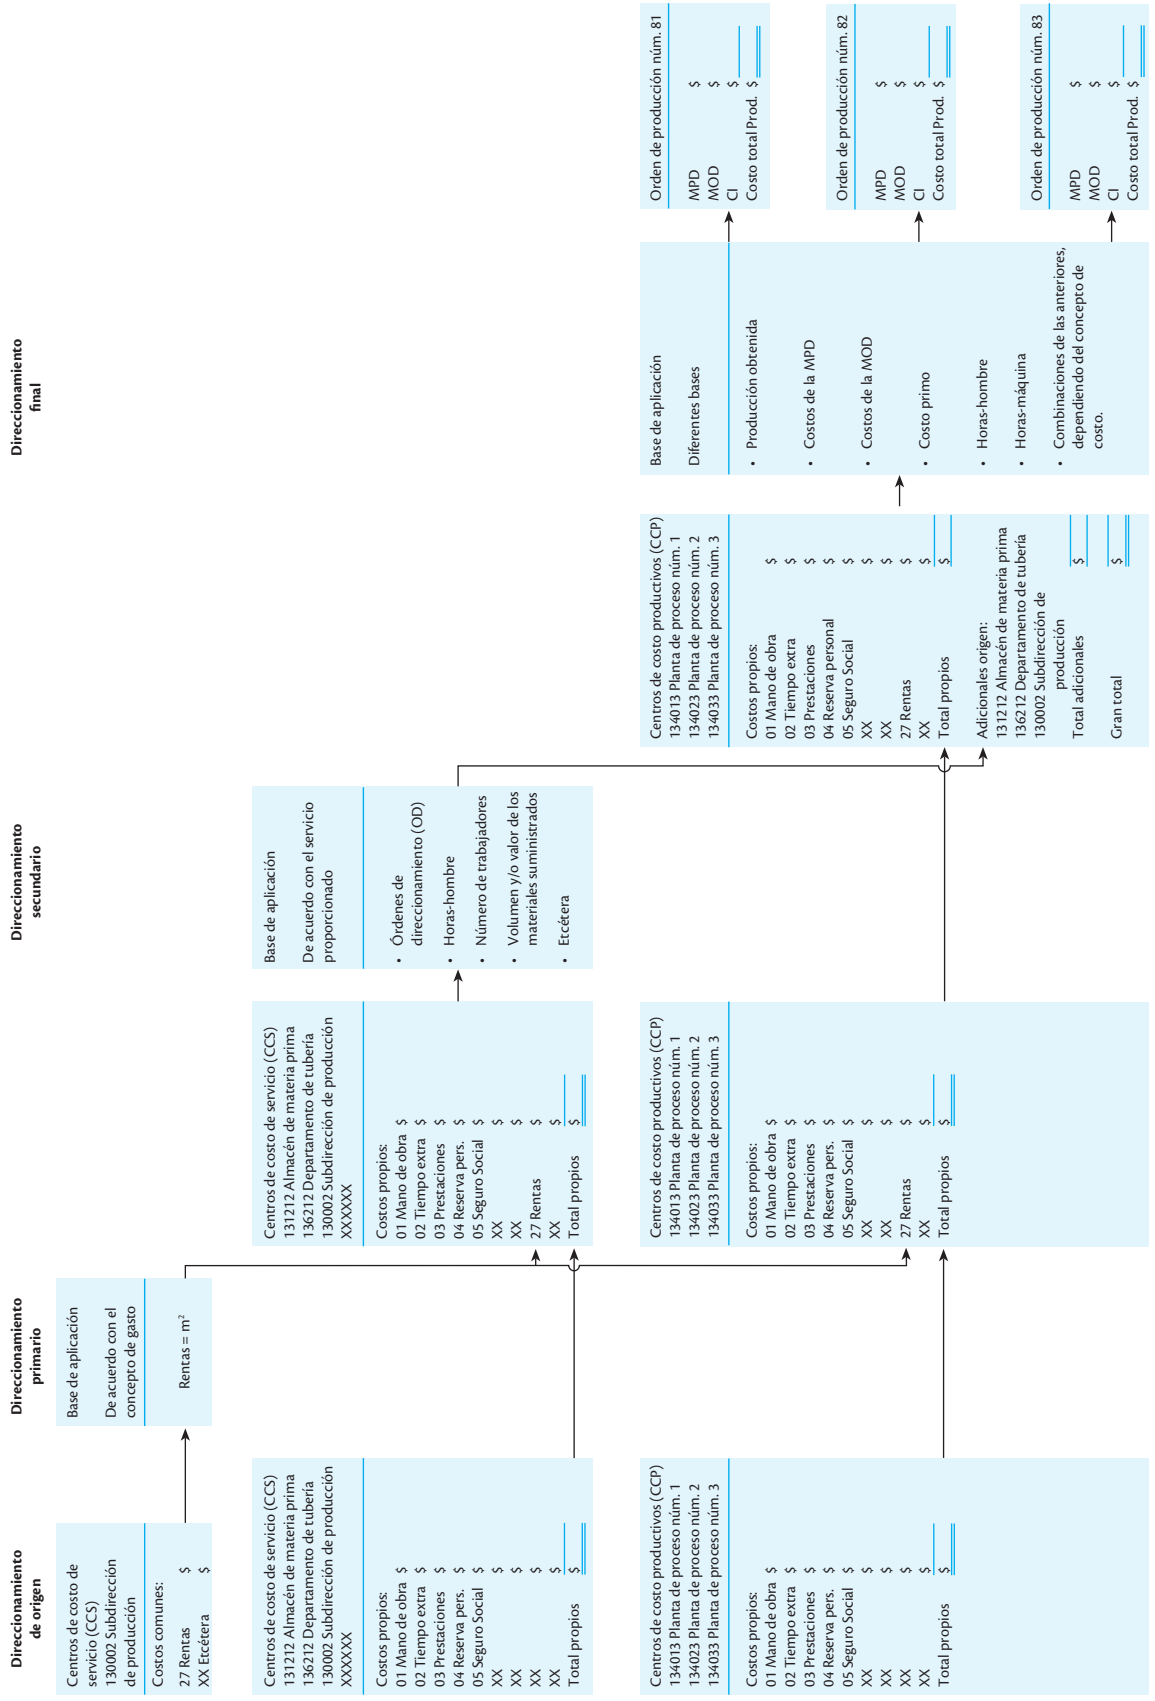 Direccionamiento
de origen
Centros de costo de
servicio (CCS)
130002 Subdirección
de producción
Costos comunes:
27 Rentas $
XX Etcétera $
Centros de costo de servicio (CCS)
131212 Almacén de materia prima
136212 Departamento de tubería
130002 Subdirección de producción
XXXXXX
Costos propios:
01 Mano de obra $
02 Tiempo extra $
03 Prestaciones $
04 Reserva pers. $
05 Seguro Social $
XX $
XX $
XX $
XX $
Total propios $
Centros de costo productivos (CCP)
134013 Planta de proceso núm. 1
134023 Planta de proceso núm. 2
134033 Planta de proceso núm. 3
Costos propios:
01 Mano de obra $
02 Tiempo extra $
03 Prestaciones $
04 Reserva pers. $
05 Seguro Social $
XX $
XX $
XX $
XX $
Total propios $
Direccionamiento
primario
Base de aplicación
De acuerdo con el
concepto de gasto
Rentas = m²
Centros de costo de servicio (CCS)
131212 Almacén de materia prima
136212 Departamento de tubería
130002 Subdirección de producción
XXXXXX
Costos propios:
01 Mano de obra $
02 Tiempo extra $
03 Prestaciones $
04 Reserva pers. $
05 Seguro Social $
XX $
XX $
27 Rentas $
XX $
Total propios $
Centros de costo productivos (CCP)
134013 Planta de proceso núm. 1
134023 Planta de proceso núm. 2
134033 Planta de proceso núm. 3
Costos propios:
01 Mano de obra $
02 Tiempo extra $
03 Prestaciones $
04 Reserva pers. $
05 Seguro Social $
XX $
XX $
27 Rentas $
XX $
Total propios $
Direccionamiento
secundario
Base de aplicación
De acuerdo con el servicio
proporcionado
• Órdenes de
direccionamiento (OD)
• Horas-hombre
• Número de trabajadores
• Volumen y/o valor de los
materiales suministrados
• Etcétera
Centros de costo productivos (CCP)
134013 Planta de proceso núm. 1
134023 Planta de proceso núm. 2
134033 Planta de proceso núm. 3
Costos propios:
01 Mano de obra $
02 Tiempo extra $
03 Prestaciones $
04 Reserva personal $
05 Seguro Social $
XX $
XX $
27 Rentas $
XX $
Total propios $
Adicionales origen:
131212 Almacén de materia prima
136212 Departamento de tubería
130002 Subdirección de
producción
Total adicionales $
Gran total $
Direccionamiento
final
Base de aplicación
Diferentes bases
• Producción obtenida
• Costos de la MPD
• Costos de la MOD
• Costo primo
• Horas-hombre
• Horas-máquina
• Combinaciones de las anteriores,
dependiendo del concepto de
costo.
Orden de producción núm. 81
MPD $
MOD $
CI $
Costo total Prod. $
Orden de producción núm. 82
MPD $
MOD $
CI $
Costo total Prod. $
Orden de producción núm. 83
MPD $
MOD $
CI $
Costo total Prod. $